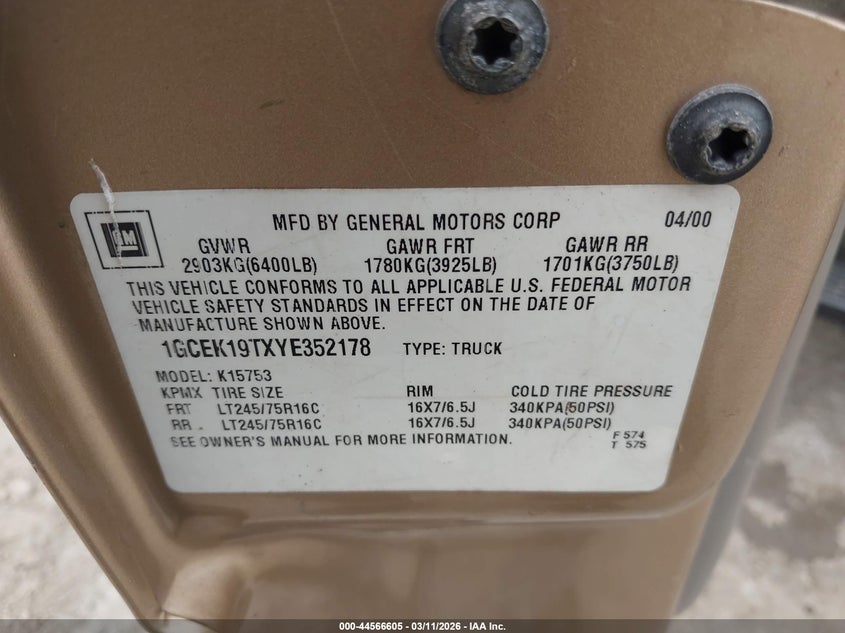 MFD BY GENERAL MOTORS CORP 04/00
GM
GVWR GAWR FRT GAWR RR
2903KG(6400LB) 1780KG(3925LB) 1701KG(3750LB)
THIS VEHICLE CONFORMS TO ALL APPLICABLE U.S. FEDERAL MOTOR
VEHICLE SAFETY STANDARDS IN EFFECT ON THE DATE OF
MANUFACTURE SHOWN ABOVE.
1GCEK19TXYE352178 TYPE: TRUCK
MODEL: K15753
KPMX TIRE SIZE RIM COLD TIRE PRESSURE
FRT LT245/75R16C 16X7/6.5J 340KPA(50PSI)
RR LT245/75R16C 16X7/6.5J 340KPA(50PSI)
SEE OWNER'S MANUAL FOR MORE INFORMATION.
F 574
T 575
000-44566605 / 03/11/2026 - IAA Inc.